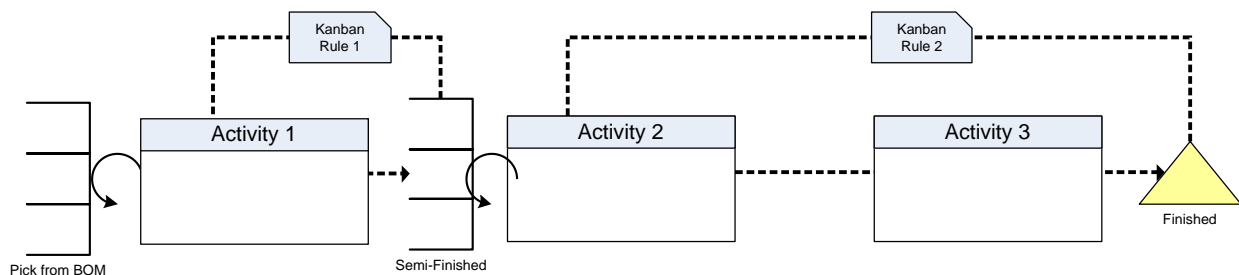 Kanban
Rule 1
Kanban
Rule 2
Activity 1
Activity 2
Activity 3
Pick from BOM
Semi-Finished
Finished